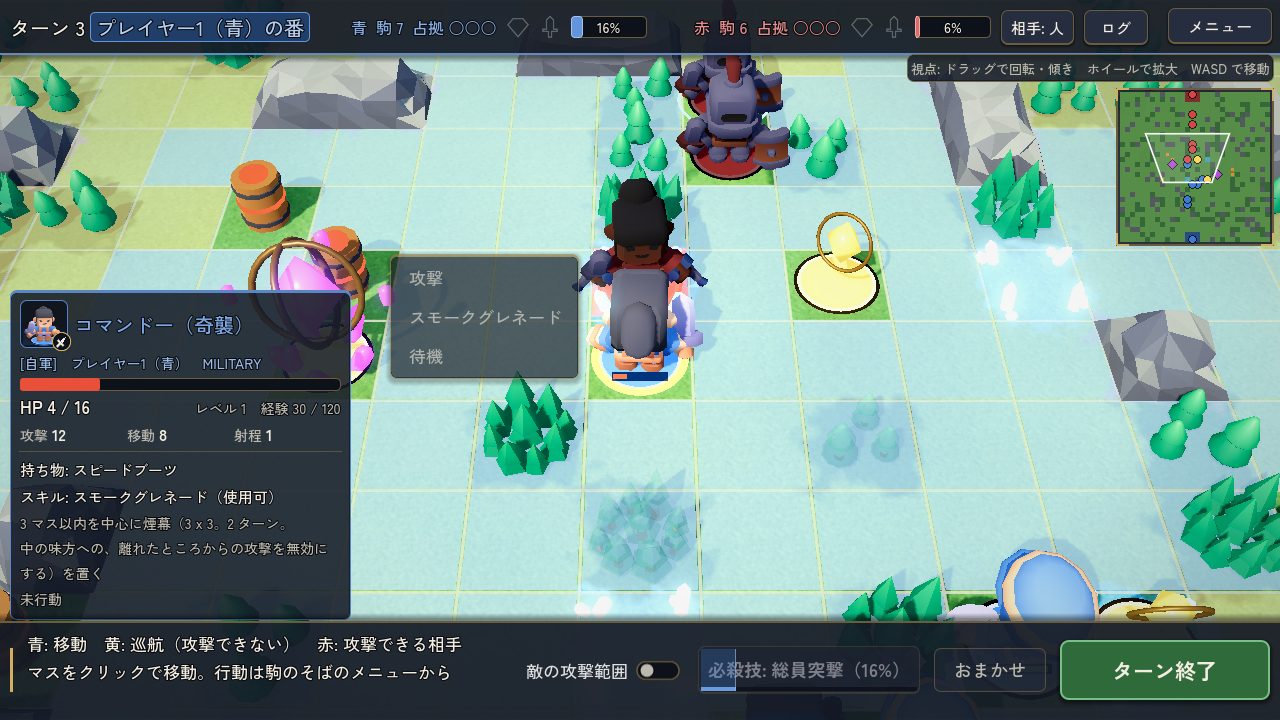 ターン 3 プレイヤー1（青）の番 青 駒 7 占拠 〇〇〇 16% 赤 駒 6 占拠 〇〇〇 6% 相手: 人 ログ メニュー
視点: ドラッグで回転・傾き ホイールで拡大 WASD で移動
攻撃
スモークグレネード
待機
コマンドー（奇襲）
[自軍] プレイヤー1（青） MILITARY
HP 4 / 16 レベル 1 経験 30 / 120
攻撃 12 移動 8 射程 1
持ち物: スピードブーツ
スキル: スモークグレネード（使用可）
3 マス以内を中心に煙幕（3 x 3。2 ターン。
中の味方への、離れたところからの攻撃を無効に
する）を置く
未行動
青: 移動 黄: 巡航（攻撃できない） 赤: 攻撃できる相手
マスをクリックで移動。行動は駒のそばのメニューから
敵の攻撃範囲 必殺技: 総員突撃（16%） おまかせ ターン終了